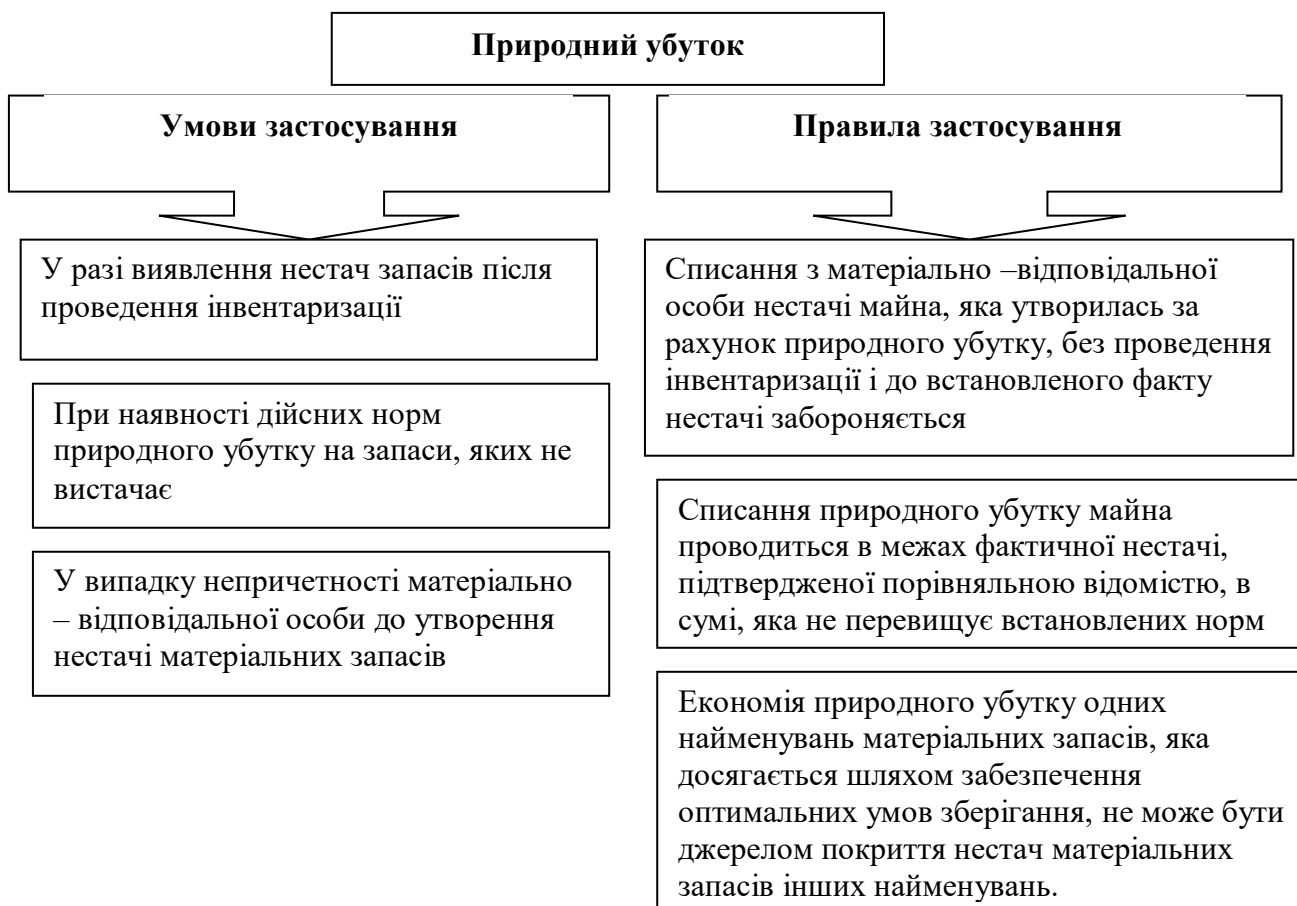 Природний убуток
Умови застосування
У разі виявлення нестач запасів після
проведення інвентаризації
При наявності дійсних норм
природного убутку на запаси, яких не
вистачає
У випадку непричетності матеріально
– відповідальної особи до утворення
нестачі матеріальних запасів
Правила застосування
Списання з матеріально –відповідальної
особи нестачі майна, яка утворилась за
рахунок природного убутку, без проведення
інвентаризації і до встановленого факту
нестачі забороняється
Списання природного убутку майна
проводиться в межах фактичної нестачі,
підтвердженої порівняльною відомістю, в
сумі, яка не перевищує встановлених норм
Економія природного убутку одних
найменувань матеріальних запасів, яка
досягається шляхом забезпечення
оптимальних умов зберігання, не може бути
джерелом покриття нестач матеріальних
запасів інших найменувань.